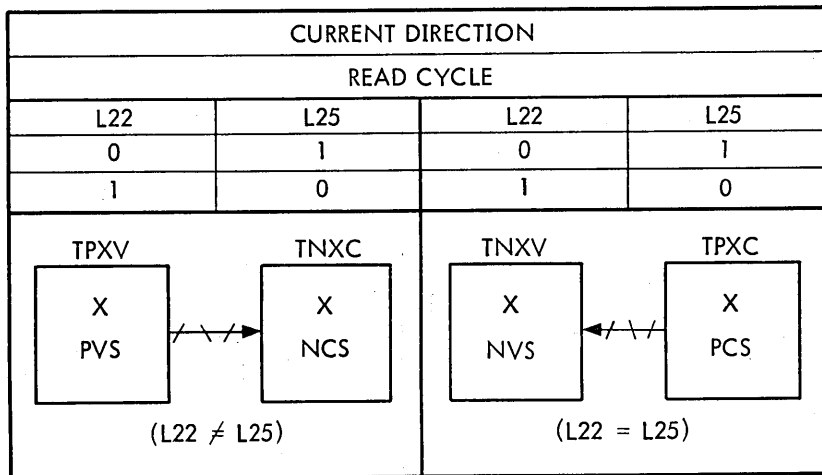 CURRENT DIRECTION
READ CYCLE
L22 L25 L22 L25
0 1 0 1
1 0 1 0
TPXV TNXC TNXV TPXC
X X X X
PVS NCS NVS PCS
(L22 ≠ L25) (L22 = L25)